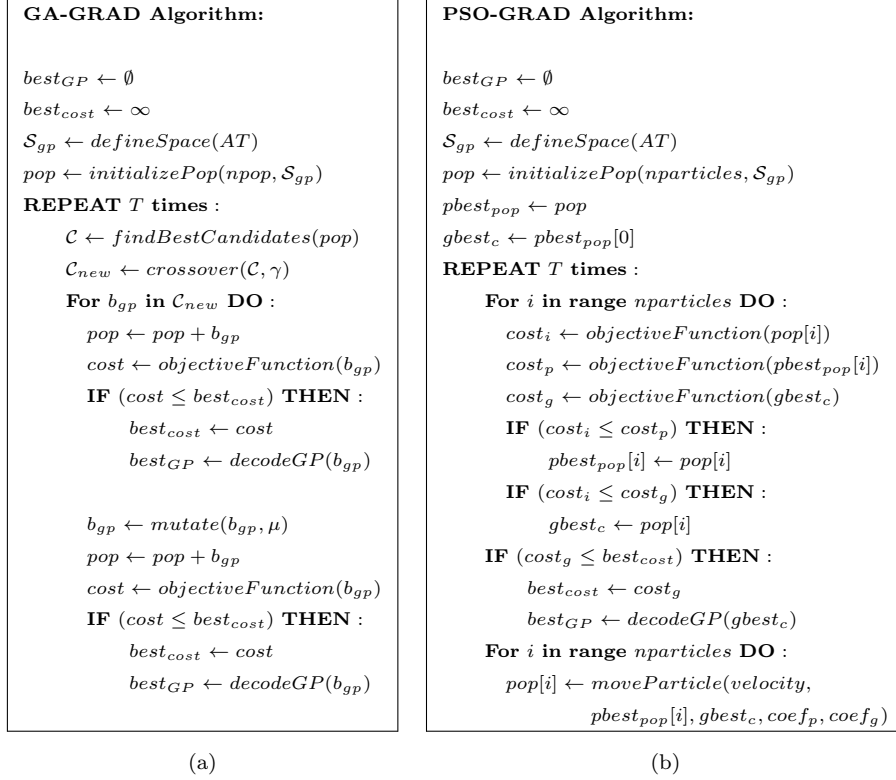 GA-GRAD Algorithm:
best_GP ← ∅
best_cost ← ∞
S_gp ← defineSpace(AT)
pop ← initializePop(npop, S_gp)
REPEAT T times :
C ← findBestCandidates(pop)
C_new ← crossover(C, γ)
For b_gp in C_new DO :
pop ← pop + b_gp
cost ← objectiveFunction(b_gp)
IF (cost ≤ best_cost) THEN :
best_cost ← cost
best_GP ← decodeGP(b_gp)
b_gp ← mutate(b_gp, μ)
pop ← pop + b_gp
cost ← objectiveFunction(b_gp)
IF (cost ≤ best_cost) THEN :
best_cost ← cost
best_GP ← decodeGP(b_gp)
(a)
PSO-GRAD Algorithm:
best_GP ← ∅
best_cost ← ∞
S_gp ← defineSpace(AT)
pop ← initializePop(nparticles, S_gp)
pbest_pop ← pop
gbest_c ← pbest_pop[0]
REPEAT T times :
For i in range nparticles DO :
cost_i ← objectiveFunction(pop[i])
cost_p ← objectiveFunction(pbest_pop[i])
cost_g ← objectiveFunction(gbest_c)
IF (cost_i ≤ cost_p) THEN :
pbest_pop[i] ← pop[i]
IF (cost_i ≤ cost_g) THEN :
gbest_c ← pop[i]
IF (cost_g ≤ best_cost) THEN :
best_cost ← cost_g
best_GP ← decodeGP(gbest_c)
For i in range nparticles DO :
pop[i] ← moveParticle(velocity,
pbest_pop[i], gbest_c, coef_p, coef_g)
(b)